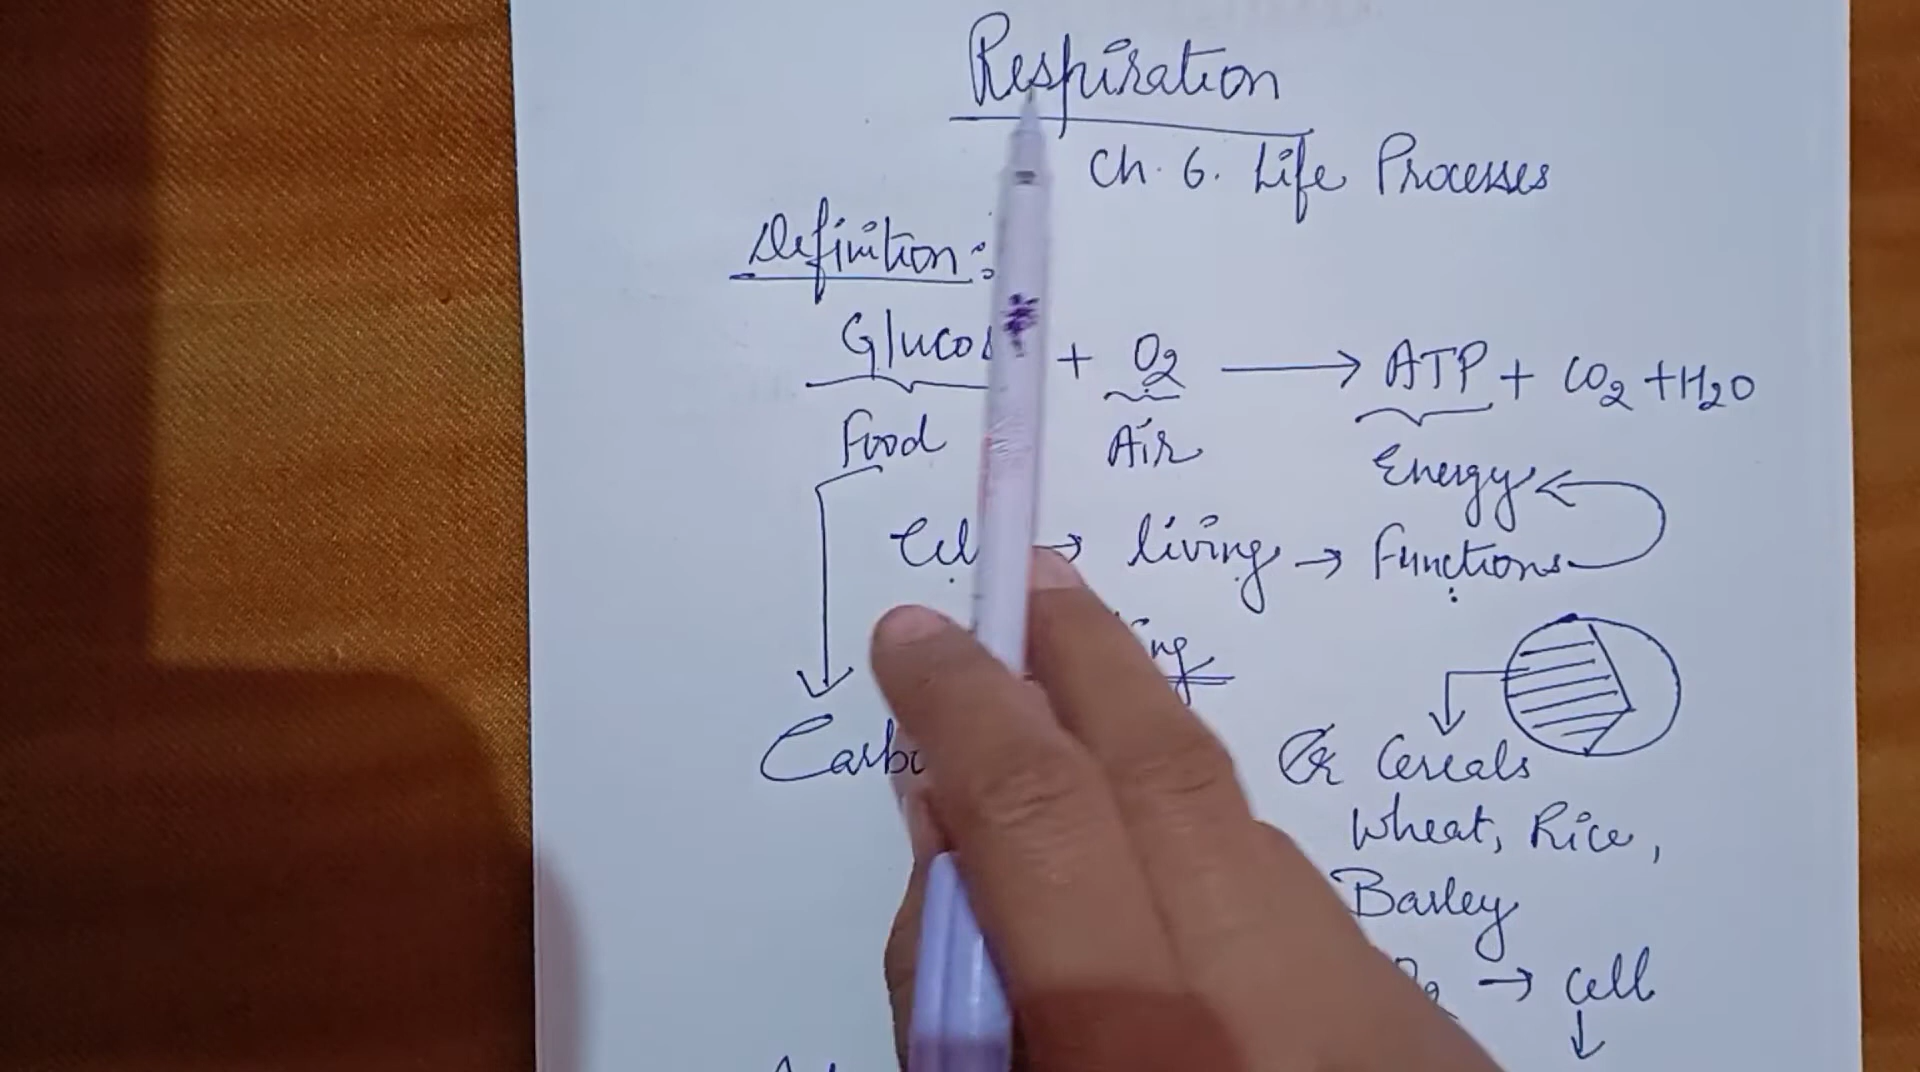 Respiration
Ch. 6. Life Processes
Definition:
Glucos + O2 → ATP + CO2 + H2O
Food Air Energy
→ living → Functions
Cereals
Wheat, Rice,
Barley
→ cell